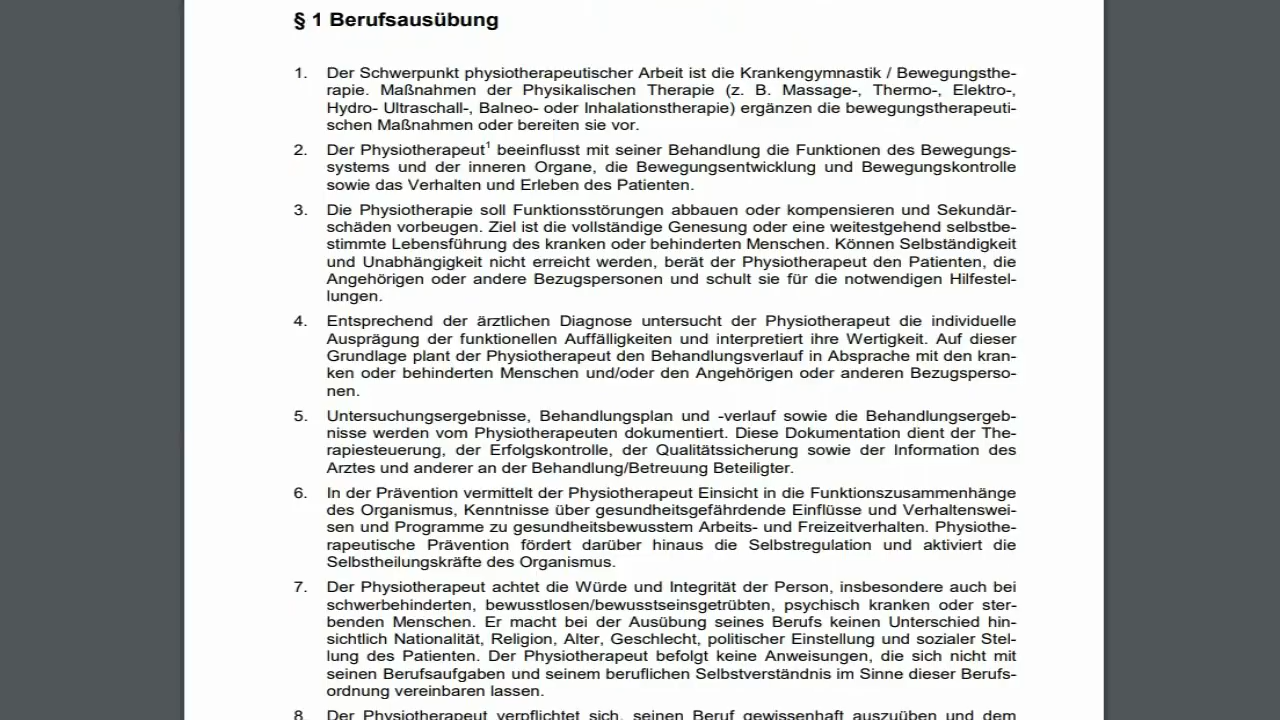 § 1 Berufsausübung
1. Der Schwerpunkt physiotherapeutischer Arbeit ist die Krankengymnastik / Bewegungsthe-
rapie. Maßnahmen der Physikalischen Therapie (z. B. Massage-, Thermo-, Elektro-,
Hydro- Ultraschall-, Balneo- oder Inhalationstherapie) ergänzen die bewegungstherapeuti-
schen Maßnahmen oder bereiten sie vor.
2. Der Physiotherapeut¹ beeinflusst mit seiner Behandlung die Funktionen des Bewegungs-
systems und der inneren Organe, die Bewegungsentwicklung und Bewegungskontrolle
sowie das Verhalten und Erleben des Patienten.
3. Die Physiotherapie soll Funktionsstörungen abbauen oder kompensieren und Sekundär-
schäden vorbeugen. Ziel ist die vollständige Genesung oder eine weitestgehend selbstbe-
stimmte Lebensführung des kranken oder behinderten Menschen. Können Selbständigkeit
und Unabhängigkeit nicht erreicht werden, berät der Physiotherapeut den Patienten, die
Angehörigen oder andere Bezugspersonen und schult sie für die notwendigen Hilfestel-
lungen.
4. Entsprechend der ärztlichen Diagnose untersucht der Physiotherapeut die individuelle
Ausprägung der funktionellen Auffälligkeiten und interpretiert ihre Wertigkeit. Auf dieser
Grundlage plant der Physiotherapeut den Behandlungsverlauf in Absprache mit den kran-
ken oder behinderten Menschen und/oder den Angehörigen oder anderen Bezugsperso-
nen.
5. Untersuchungsergebnisse, Behandlungsplan und -verlauf sowie die Behandlungsergeb-
nisse werden vom Physiotherapeuten dokumentiert. Diese Dokumentation dient der The-
rapiesteuerung, der Erfolgskontrolle, der Qualitätssicherung sowie der Information des
Arztes und anderer an der Behandlung/Betreuung Beteiligter.
6. In der Prävention vermittelt der Physiotherapeut Einsicht in die Funktionszusammenhänge
des Organismus, Kenntnisse über gesundheitsgefährdende Einflüsse und Verhaltenswei-
sen und Programme zu gesundheitsbewusstem Arbeits- und Freizeitverhalten. Physiothe-
rapeutische Prävention fördert darüber hinaus die Selbstregulation und aktiviert die
Selbstheilungskräfte des Organismus.
7. Der Physiotherapeut achtet die Würde und Integrität der Person, insbesondere auch bei
schwerbehinderten, bewusstlosen/bewusstseinsgetrübten, psychisch kranken oder ster-
benden Menschen. Er macht bei der Ausübung seines Berufs keinen Unterschied hin-
sichtlich Nationalität, Religion, Alter, Geschlecht, politischer Einstellung und sozialer Stel-
lung des Patienten. Der Physiotherapeut befolgt keine Anweisungen, die sich nicht mit
seinen Berufsaufgaben und seinem beruflichen Selbstverständnis im Sinne dieser Berufs-
ordnung vereinbaren lassen.
8. Der Physiotherapeut verpflichtet sich, seinen Beruf gewissenhaft auszuüben und dem